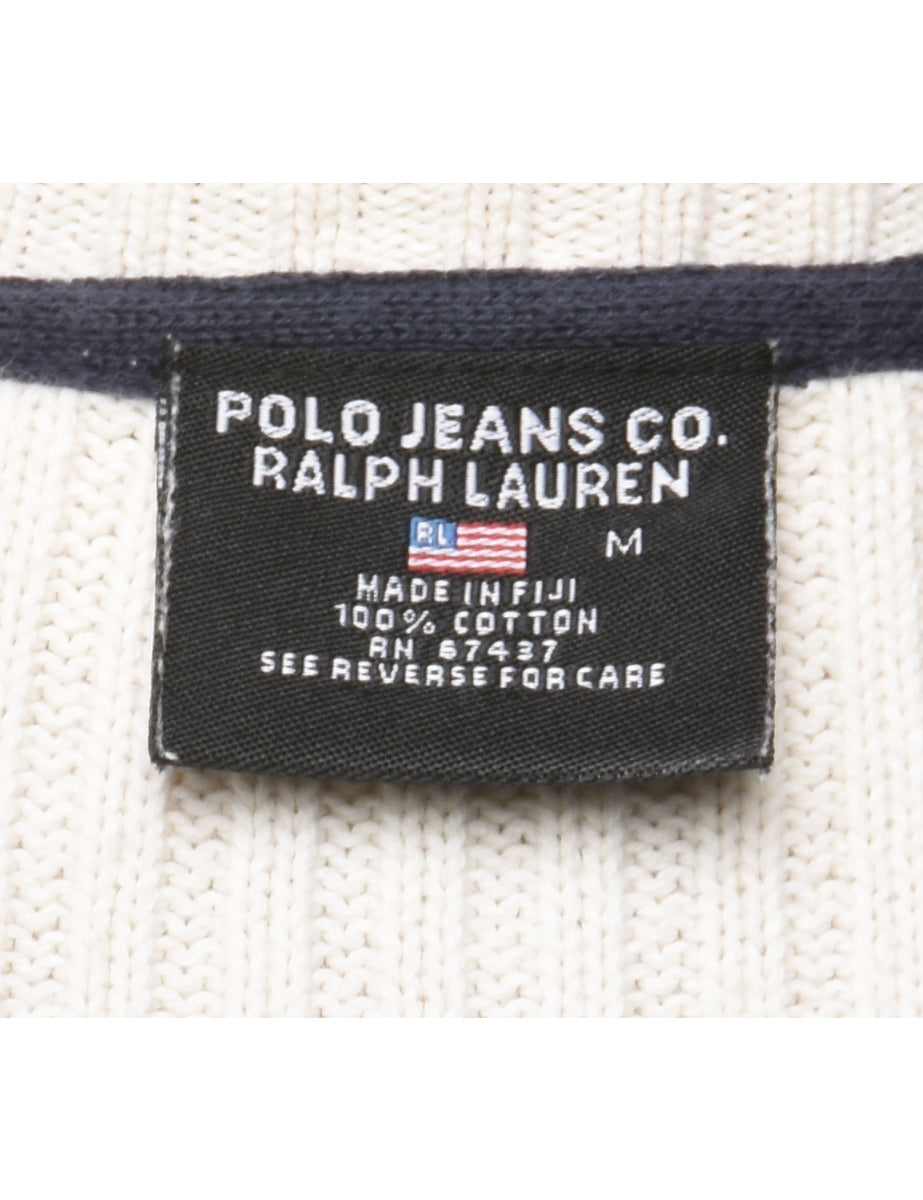 POLO JEANS CO.
RALPH LAUREN
RL M
MADE IN FIJI
100% COTTON
RN 67437
SEE REVERSE FOR CARE